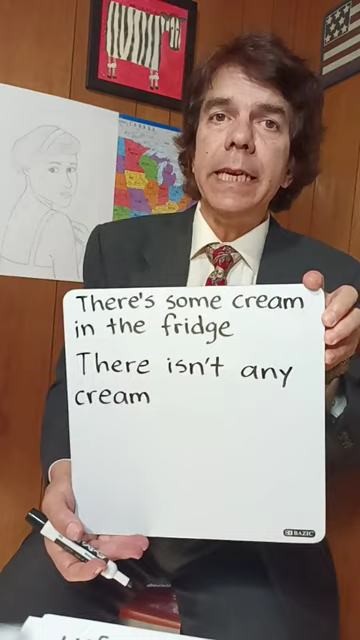 There's some cream
in the fridge
There isn't any
cream
BAZIC